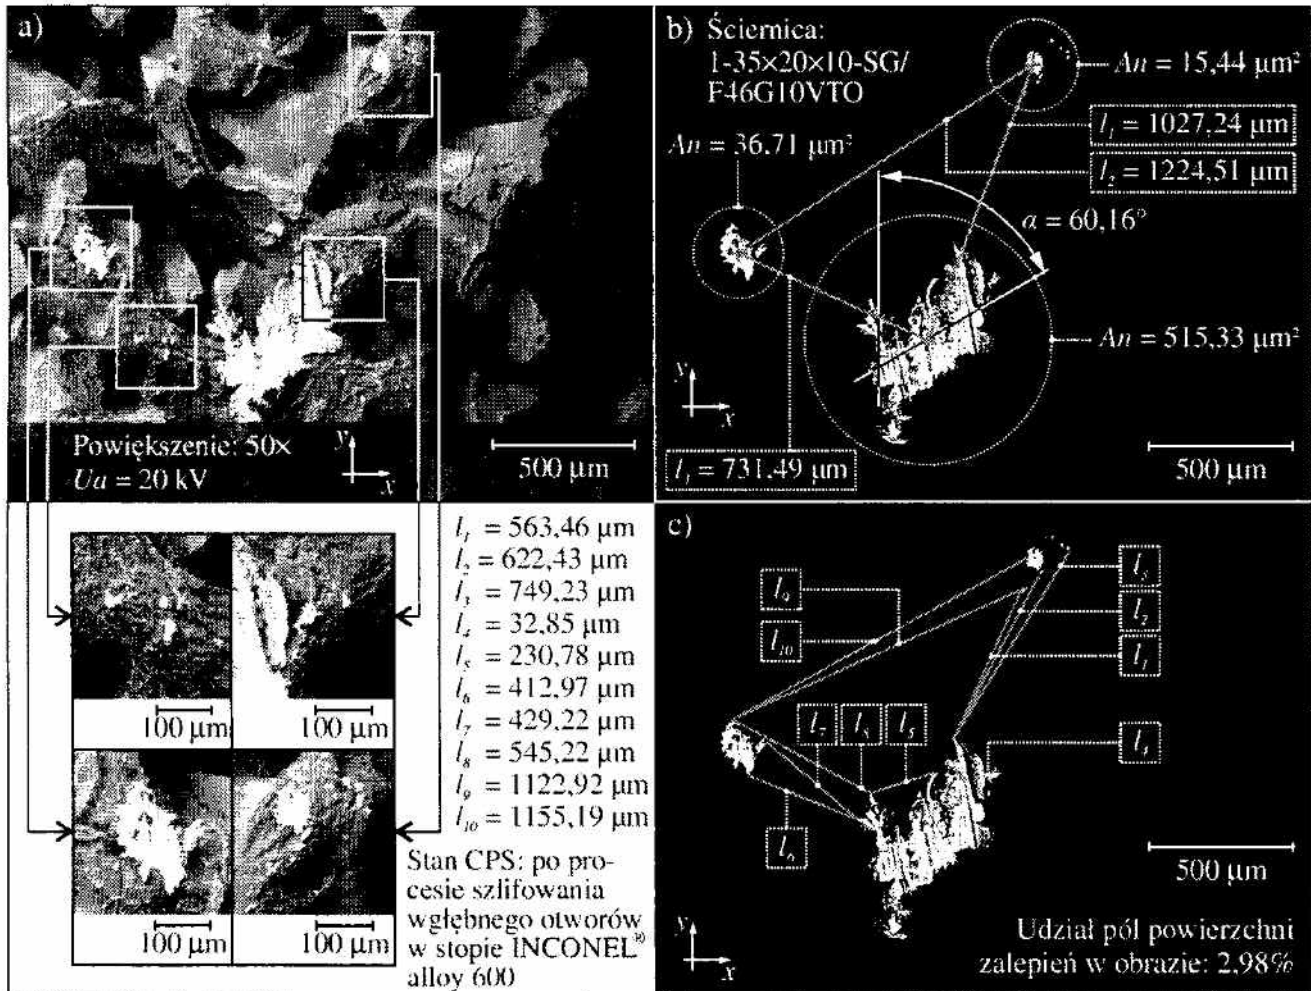 a)
Powiększenie: 50×
Ua = 20 kV
y
x
500 µm
b) Ściernica:
1-35×20×10-SG/
F46G10VTO
An = 15,44 µm²
l₁ = 1027,24 µm
l₂ = 1224,51 µm
An = 36,71 µm²
α = 60,16°
An = 515,33 µm²
y
x
l₃ = 731,49 µm
500 µm
100 µm
100 µm
100 µm
100 µm
l₁ = 563,46 µm
l₂ = 622,43 µm
l₃ = 749,23 µm
l₄ = 32,85 µm
l₅ = 230,78 µm
l₆ = 412,97 µm
l₇ = 429,22 µm
l₈ = 545,22 µm
l₉ = 1122,92 µm
l₁₀ = 1155,19 µm
Stan CPS: po pro-
cesie szlifowania
wgłębnego otworów
w stopie INCONEL®
alloy 600
c)
l₃
l₉
l₂
l₁₀
l₁
l₇
l₈
l₅
l₄
l₆
500 µm
y
x
Udział pól powierzchni
zalepień w obrazie: 2,98%